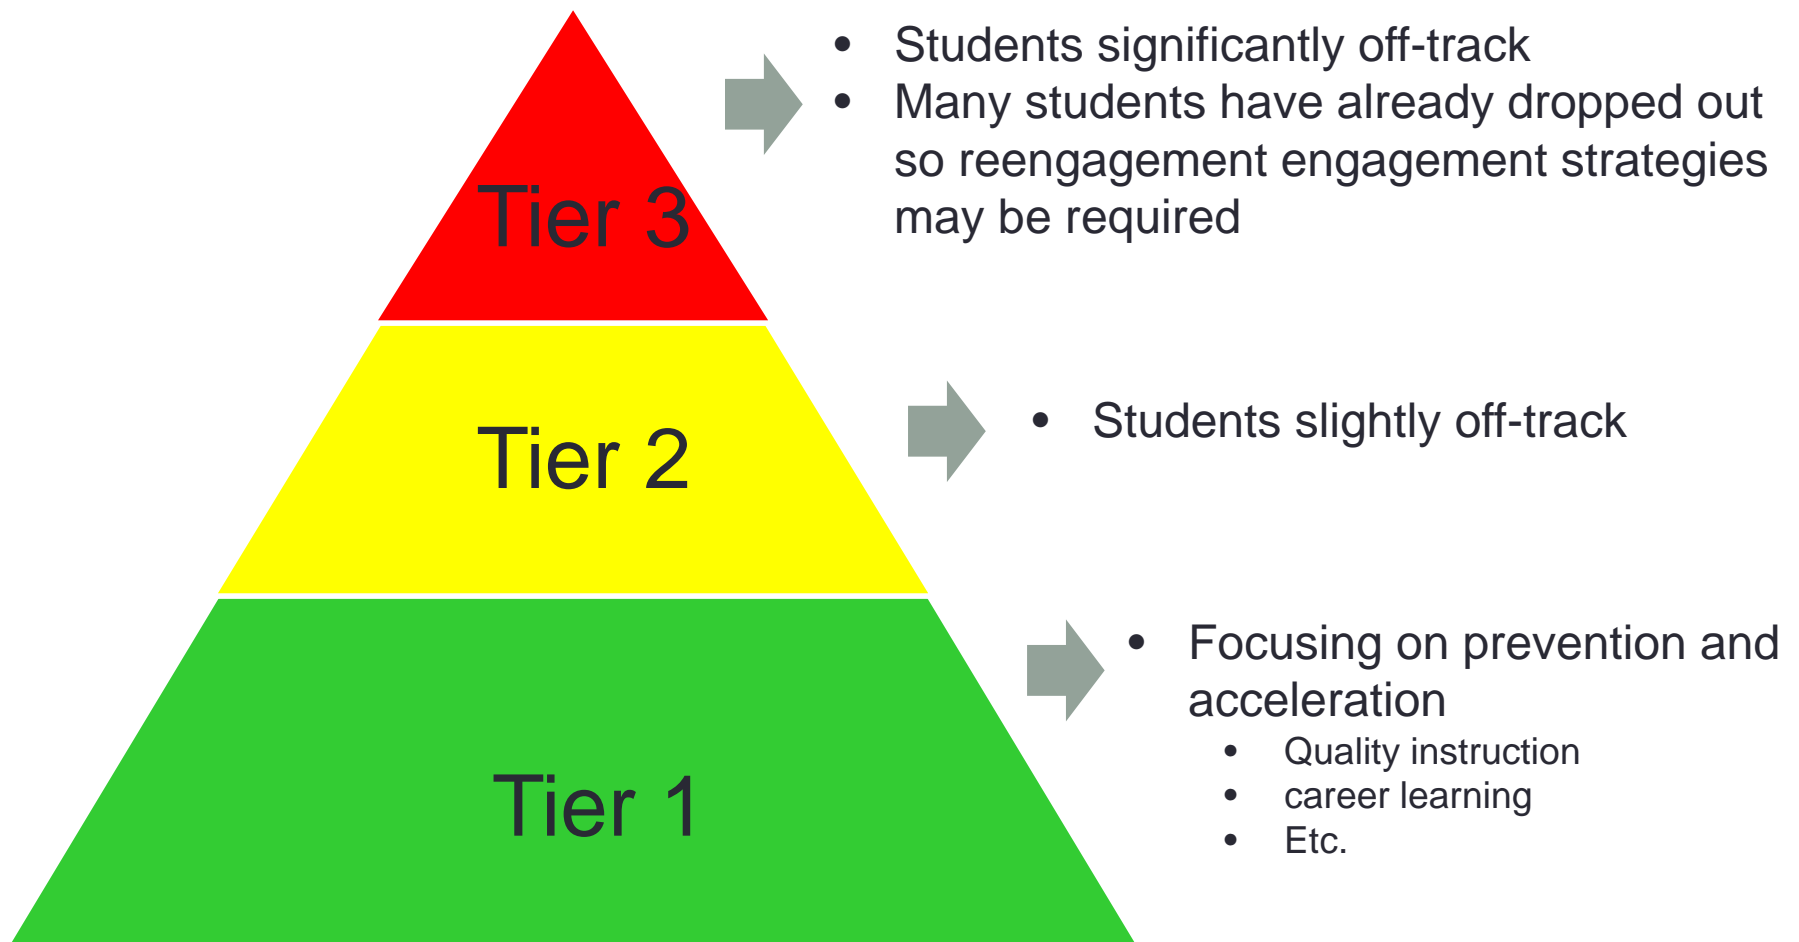 Tier 3
• Students significantly off-track
• Many students have already dropped out
so reengagement engagement strategies
may be required
Tier 2
• Students slightly off-track
Tier 1
• Focusing on prevention and
acceleration
• Quality instruction
• career learning
• Etc.